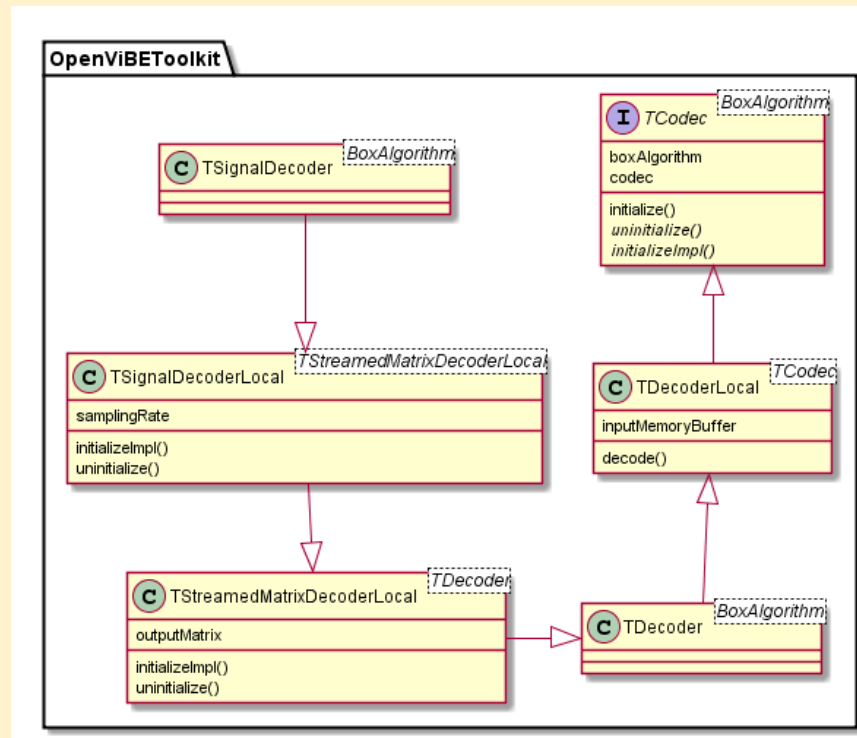 OpenViBEToolkit
BoxAlgorithm
C TSignalDecoder
TStreamedMatrixDecoderLocal
C TSignalDecoderLocal
samplingRate
initializeImpl()
uninitialize()
TDecoder
C TStreamedMatrixDecoderLocal
outputMatrix
initializeImpl()
uninitialize()
BoxAlgorithm
I TCodec
boxAlgorithm
codec
initialize()
uninitialize()
initializeImpl()
TCodec
C TDecoderLocal
inputMemoryBuffer
decode()
BoxAlgorithm
C TDecoder